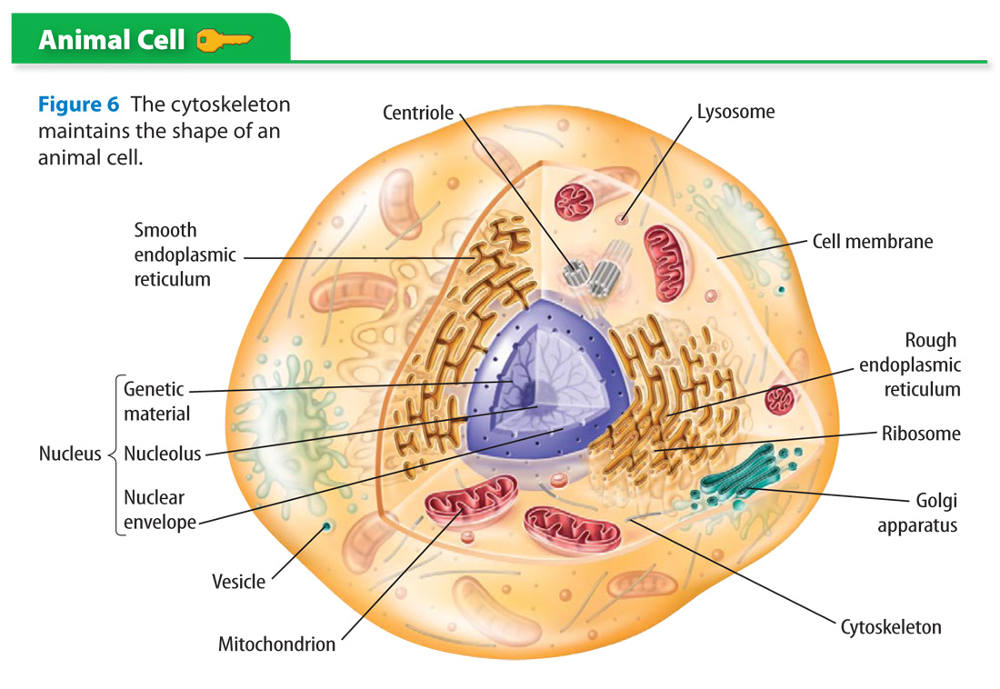 Animal Cell
Figure 6 The cytoskeleton
maintains the shape of an
animal cell.
Centriole
Lysosome
Smooth
endoplasmic
reticulum
Cell membrane
Rough
endoplasmic
reticulum
Genetic
material
Nucleus
Nucleolus
Nuclear
envelope
Ribosome
Golgi
apparatus
Vesicle
Mitochondrion
Cytoskeleton